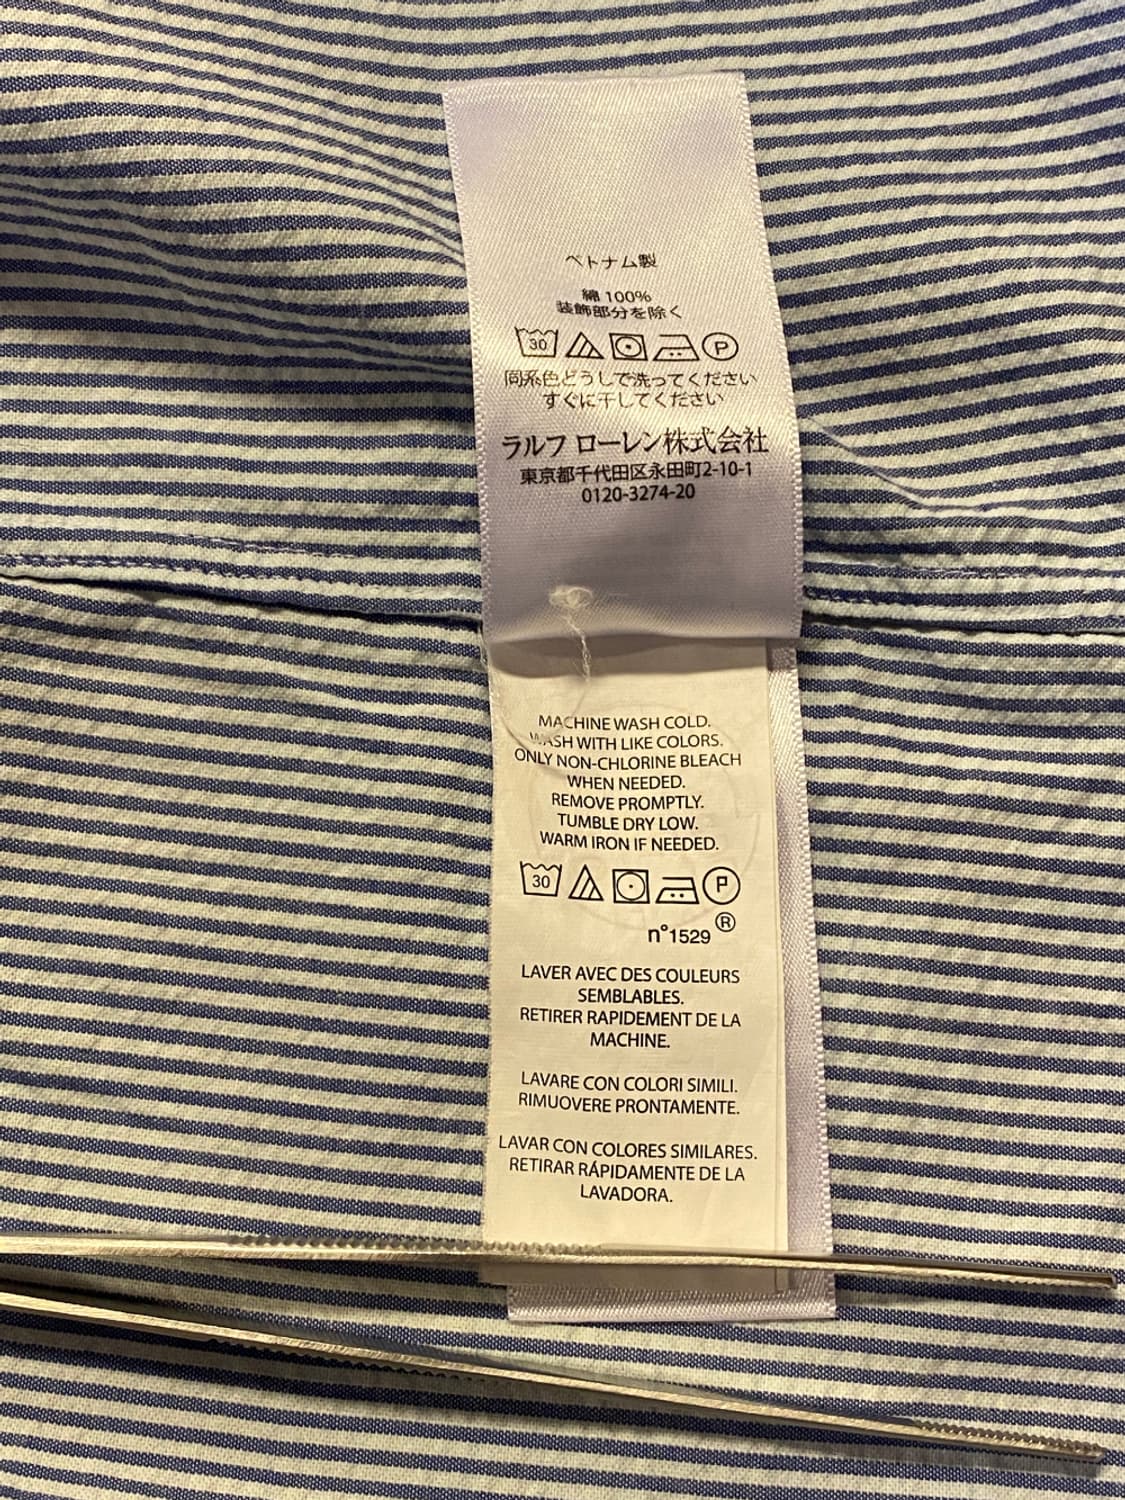 ベトナム製
綿 100%
装飾部分を除く
30 P
同系色どうしで洗ってください
すぐに干してください
ラルフ ローレン株式会社
東京都千代田区永田町2-10-1
0120-3274-20
MACHINE WASH COLD.
WASH WITH LIKE COLORS.
ONLY NON-CHLORINE BLEACH
WHEN NEEDED.
REMOVE PROMPTLY.
TUMBLE DRY LOW.
WARM IRON IF NEEDED.
30 P
n°1529 ®
LAVER AVEC DES COULEURS
SEMBLABLES.
RETIRER RAPIDEMENT DE LA
MACHINE.
LAVARE CON COLORI SIMILI.
RIMUOVERE PRONTAMENTE.
LAVAR CON COLORES SIMILARES.
RETIRAR RÁPIDAMENTE DE LA
LAVADORA.